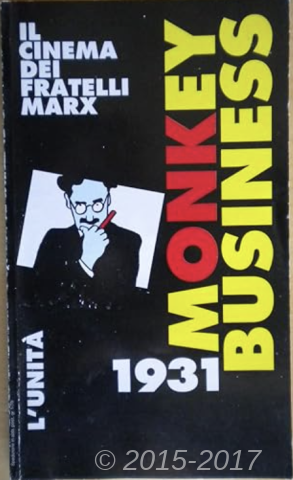 IL
CINEMA
DEI
FRATELLI
MARX
MONKEY
BUSINESS
1931
L'UNITÀ
© 2015-2017